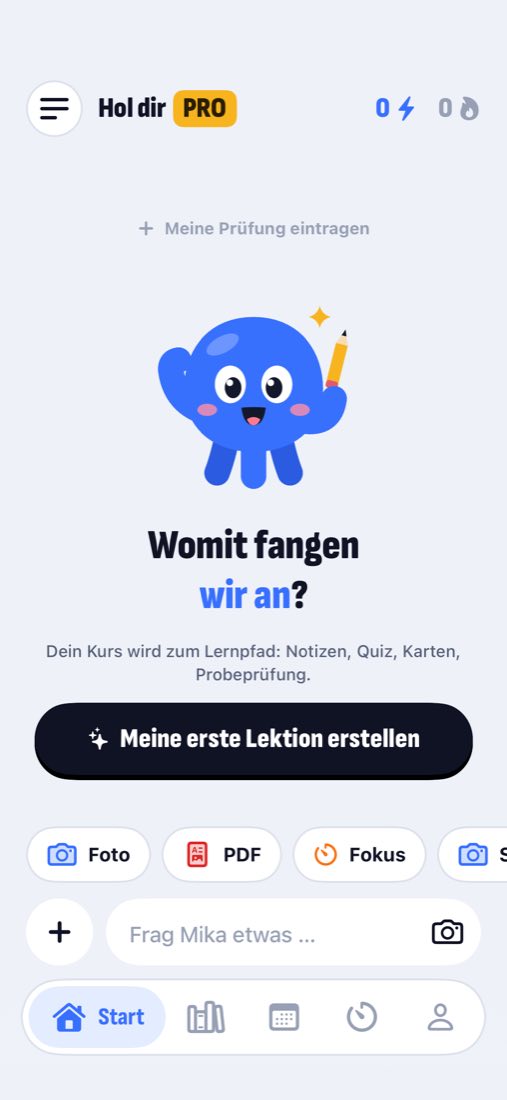 Hol dir PRO
0 0
+ Meine Prüfung eintragen
Womit fangen
wir an?
Dein Kurs wird zum Lernpfad: Notizen, Quiz, Karten,
Probeprüfung.
Meine erste Lektion erstellen
Foto PDF Fokus S
Frag Mika etwas ...
Start